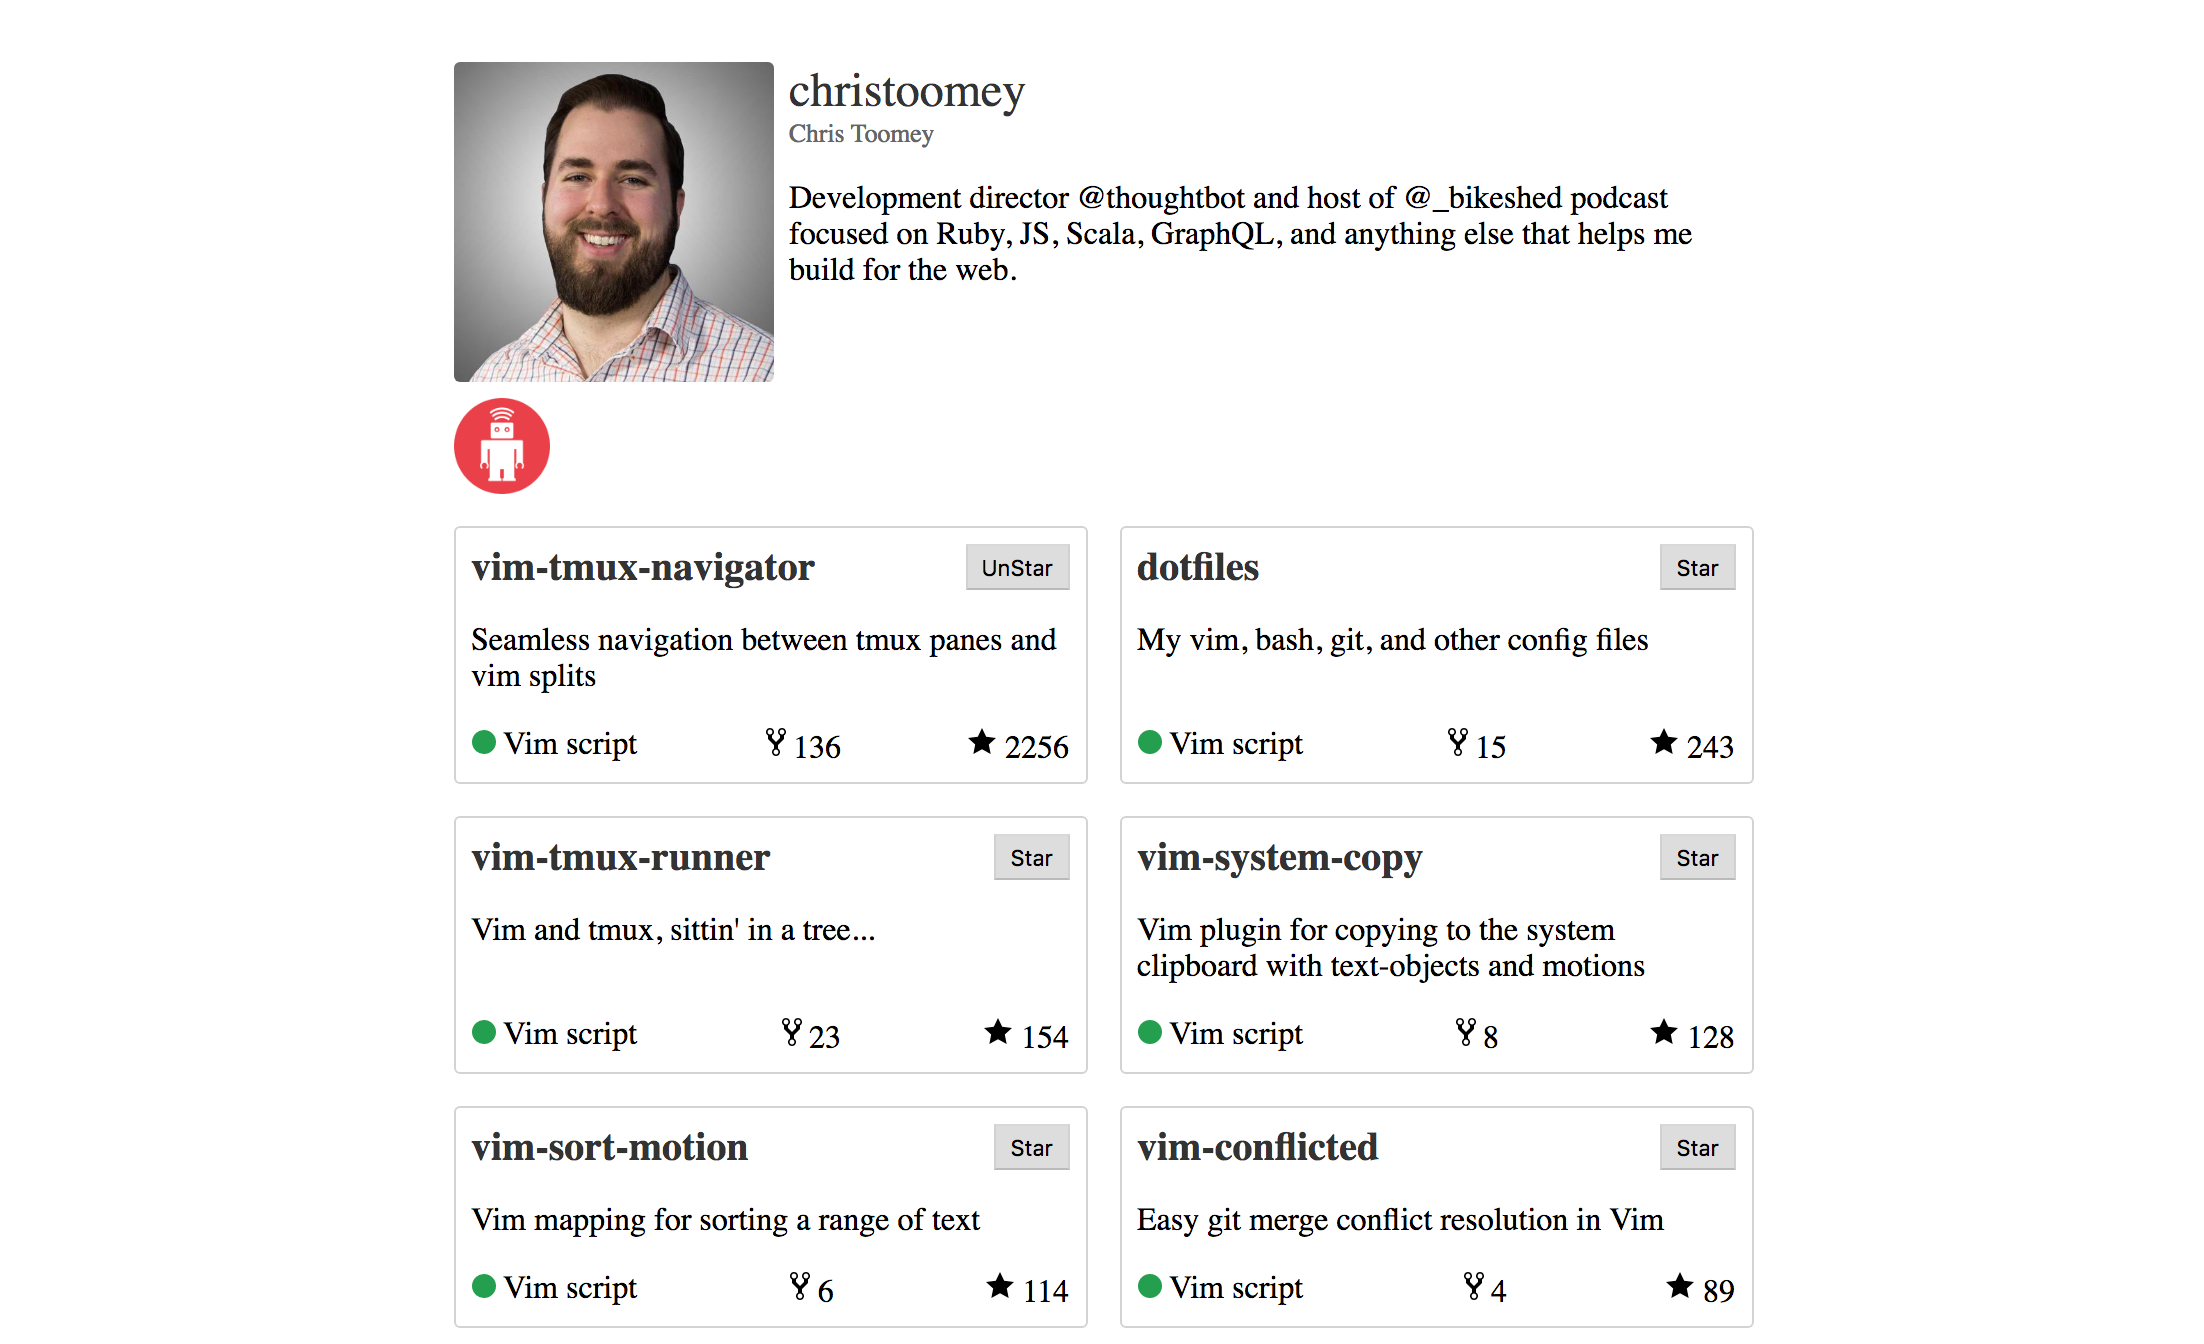 christoomey
Chris Toomey
Development director @thoughtbot and host of @_bikeshed podcast
focused on Ruby, JS, Scala, GraphQL, and anything else that helps me
build for the web.
vim-tmux-navigator
UnStar
Seamless navigation between tmux panes and
vim splits
Vim script
136
2256
dotfiles
Star
My vim, bash, git, and other config files
Vim script
15
243
vim-tmux-runner
Star
Vim and tmux, sittin' in a tree...
Vim script
23
154
vim-system-copy
Star
Vim plugin for copying to the system
clipboard with text-objects and motions
Vim script
8
128
vim-sort-motion
Star
Vim mapping for sorting a range of text
Vim script
6
114
vim-conflicted
Star
Easy git merge conflict resolution in Vim
Vim script
4
89